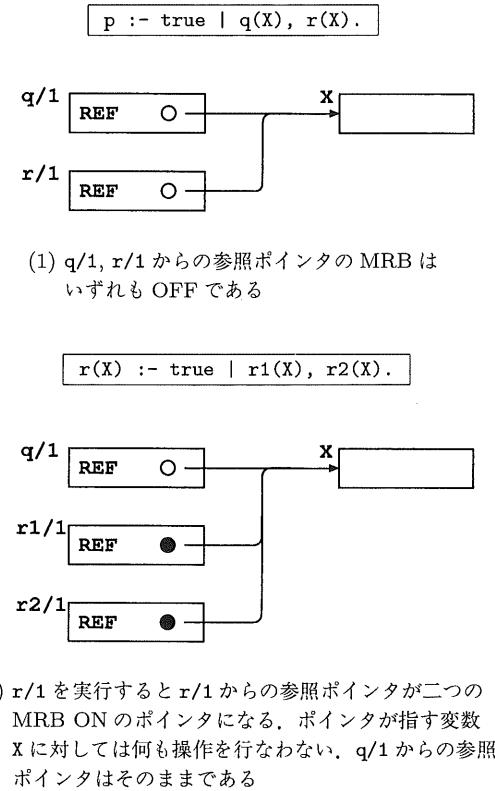 p :- true | q(X), r(X).
q/1
REF
X
r/1
REF
(1) q/1, r/1 からの参照ポインタの MRB は
いずれも OFF である
r(X) :- true | r1(X), r2(X).
q/1
REF
X
r1/1
REF
r2/1
REF
) r/1 を実行すると r/1 からの参照ポインタが二つの
MRB ON のポインタになる．ポインタが指す変数
X に対しては何も操作を行なわない．q/1 からの参照
ポインタはそのままである